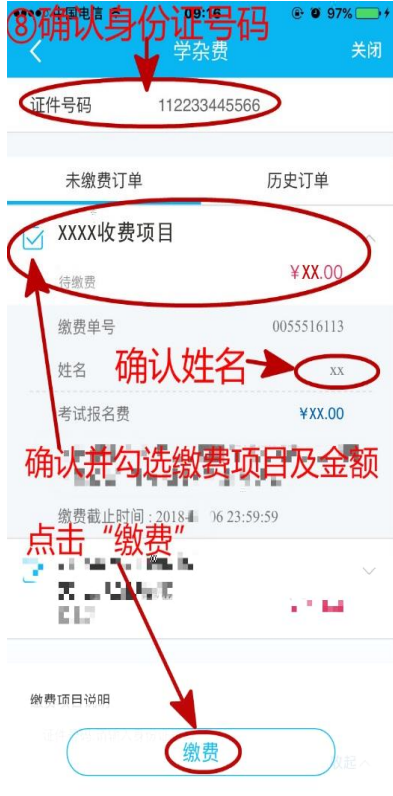 中国电信 09:16 97%
⑧确认身份证号码
学杂费 关闭
证件号码 112233445566
未缴费订单 历史订单
XXXX收费项目
待缴费 ¥XX.00
缴费单号 0055516113
姓名 确认姓名 xx
考试报名费 ¥XX.00
确认并勾选缴费项目及金额
缴费截止时间 : 2018- 06 23:59:59
点击“缴费”
缴费项目说明
缴费
收起